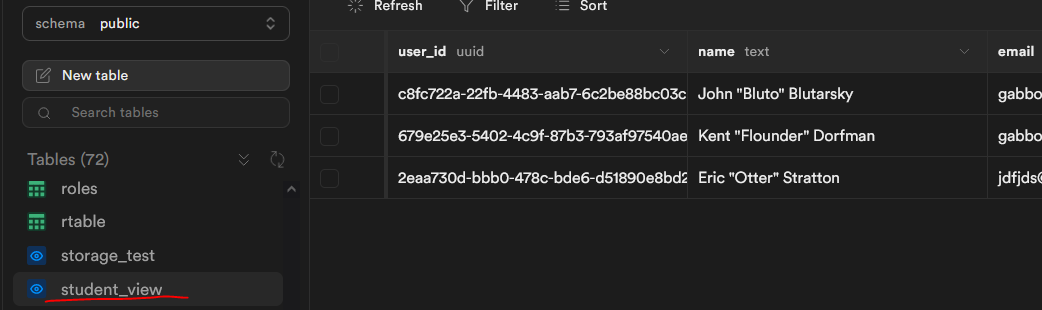 schema public
New table
Search tables
Tables (72)
roles
rtable
storage_test
student_view
Refresh Filter Sort
user_id uuid name text email
c8fc722a-22fb-4483-aab7-6c2be88bc03c John "Bluto" Blutarsky gabbo
679e25e3-5402-4c9f-87b3-793af97540ae Kent "Flounder" Dorfman gabbo
2eaa730d-bbb0-478c-bde6-d51890e8bd2 Eric "Otter" Stratton jdfjds@